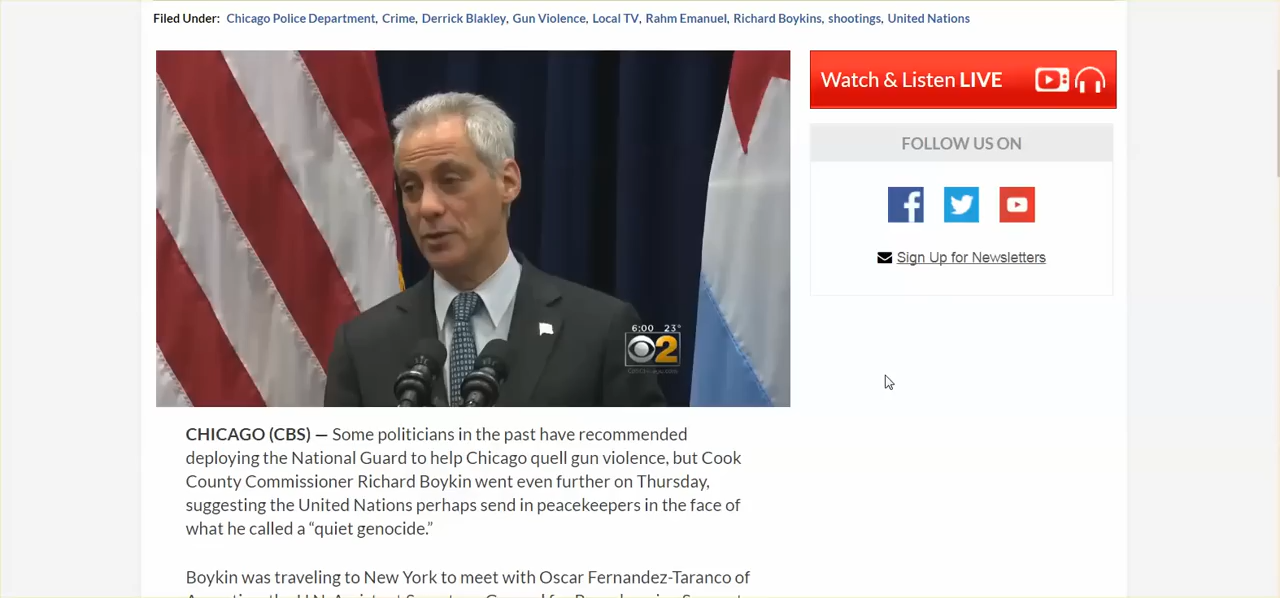 Filed Under: Chicago Police Department, Crime, Derrick Blakley, Gun Violence, Local TV, Rahm Emanuel, Richard Boykins, shootings, United Nations
Watch & Listen LIVE
FOLLOW US ON
Sign Up for Newsletters
6:00 23°
2
CHICAGO (CBS) — Some politicians in the past have recommended
deploying the National Guard to help Chicago quell gun violence, but Cook
County Commissioner Richard Boykin went even further on Thursday,
suggesting the United Nations perhaps send in peacekeepers in the face of
what he called a “quiet genocide.”
Boykin was traveling to New York to meet with Oscar Fernandez-Taranco of